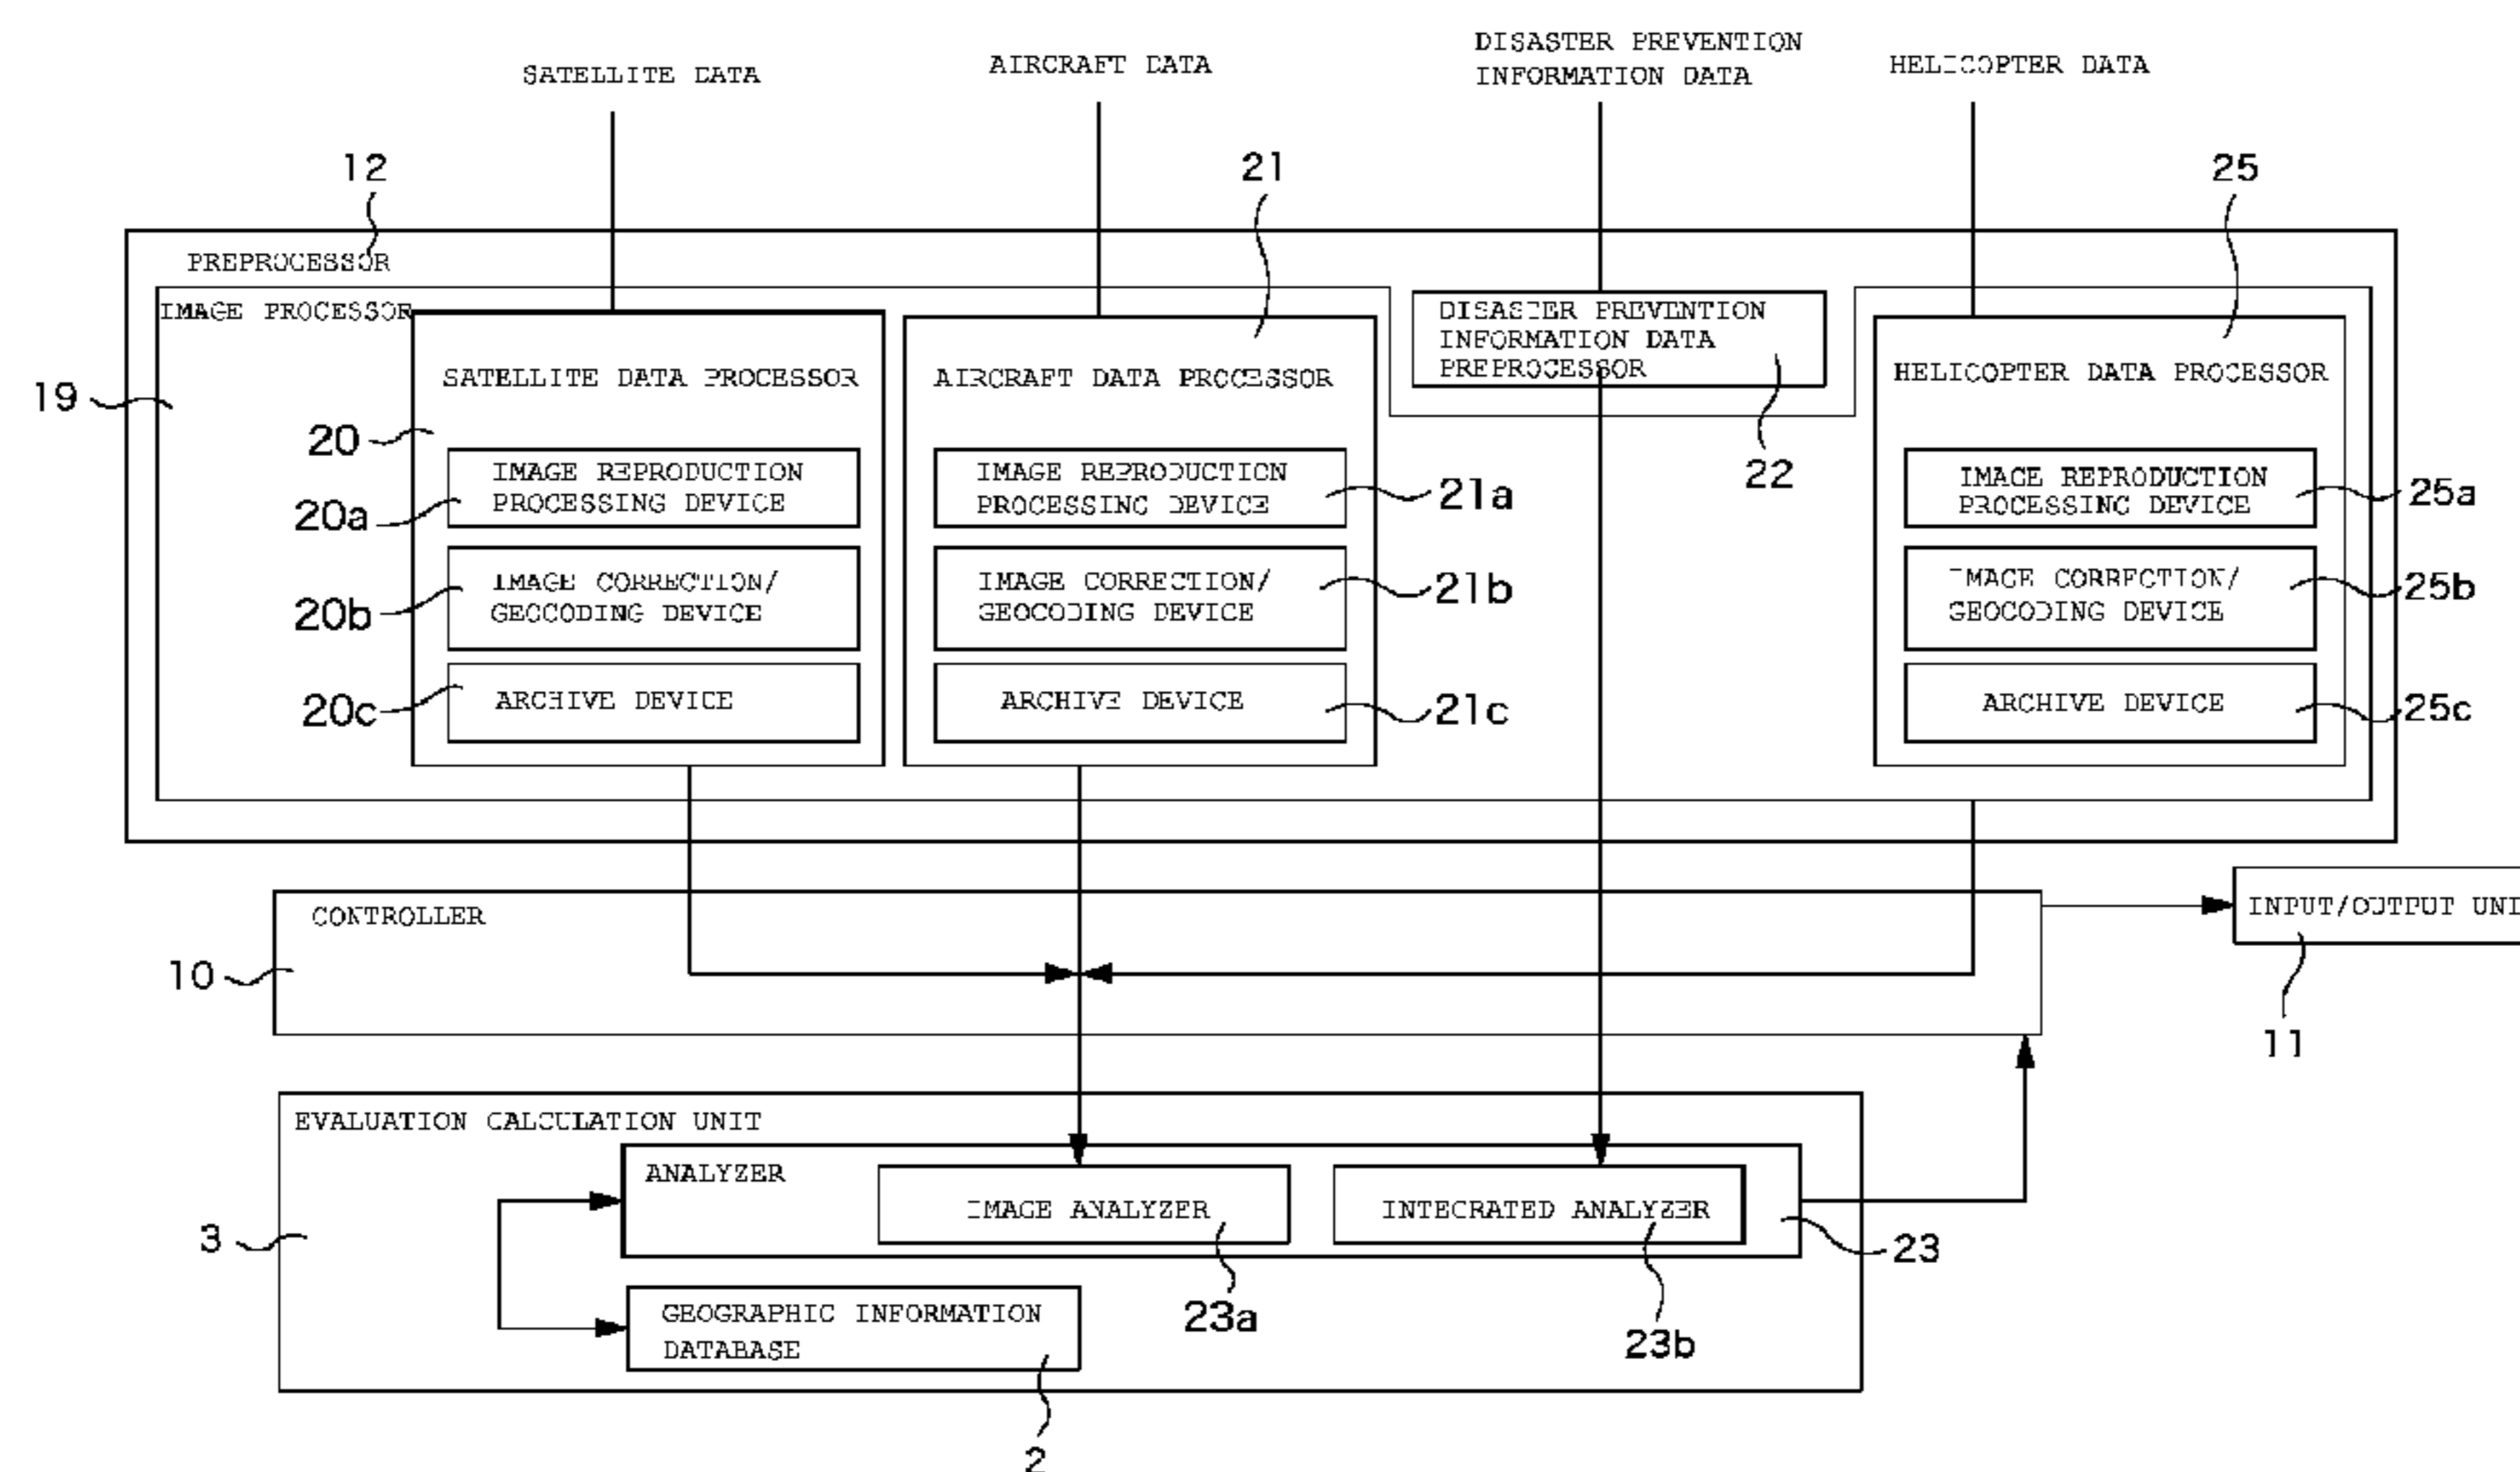 SATELLITE DATA
AIRCRAFT DATA
DISASTER PREVENTION
INFORMATION DATA
HELICOPTER DATA
12
21
25
PREPROCESSOR
IMAGE PROCESSOR
19
SATELLITE DATA PROCESSOR
20
IMAGE REPRODUCTION
PROCESSING DEVICE
20a
IMAGE CORRECTION/
GEOCODING DEVICE
20b
ARCHIVE DEVICE
20c
AIRCRAFT DATA PROCESSOR
IMAGE REPRODUCTION
PROCESSING DEVICE
21a
IMAGE CORRECTION/
GEOCODING DEVICE
21b
ARCHIVE DEVICE
21c
DISASTER PREVENTION
INFORMATION DATA
PREPROCESSOR
22
HELICOPTER DATA PROCESSOR
IMAGE REPRODUCTION
PROCESSING DEVICE
25a
IMAGE CORRECTION/
GEOCODING DEVICE
25b
ARCHIVE DEVICE
25c
CONTROLLER
10
INPUT/OUTPUT UNI
11
EVALUATION CALCULATION UNIT
3
ANALYZER
IMAGE ANALYZER
INTEGRATED ANALYZER
23
23a
23b
GEOGRAPHIC INFORMATION
DATABASE
2